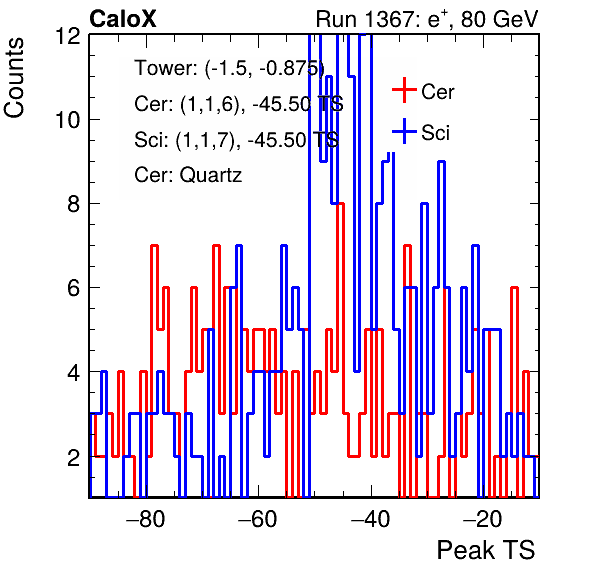 CaloX Run 1367: e⁺, 80 GeV
Counts
12
10
8
6
4
2
Tower: (-1.5, -0.875)
Cer: (1,1,6), -45.50 TS
Sci: (1,1,7), -45.50 TS
Cer: Quartz
Cer
Sci
−80 −60 −40 −20
Peak TS